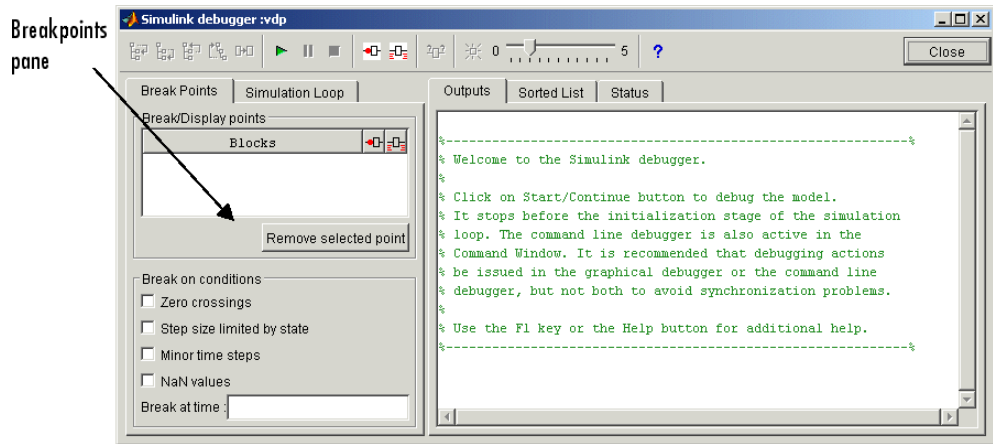 Breakpoints
pane
Simulink debugger :vdp
0 5 ? Close
Break Points Simulation Loop
Break/Display points
Blocks
Remove selected point
Break on conditions
Zero crossings
Step size limited by state
Minor time steps
NaN values
Break at time :
Outputs Sorted List Status
%----------------------------------------------------------%
% Welcome to the Simulink debugger.
%
% Click on Start/Continue button to debug the model.
% It stops before the initialization stage of the simulation
% loop. The command line debugger is also active in the
% Command Window. It is recommended that debugging actions
% be issued in the graphical debugger or the command line
% debugger, but not both to avoid synchronization problems.
%
% Use the F1 key or the Help button for additional help.
%----------------------------------------------------------%